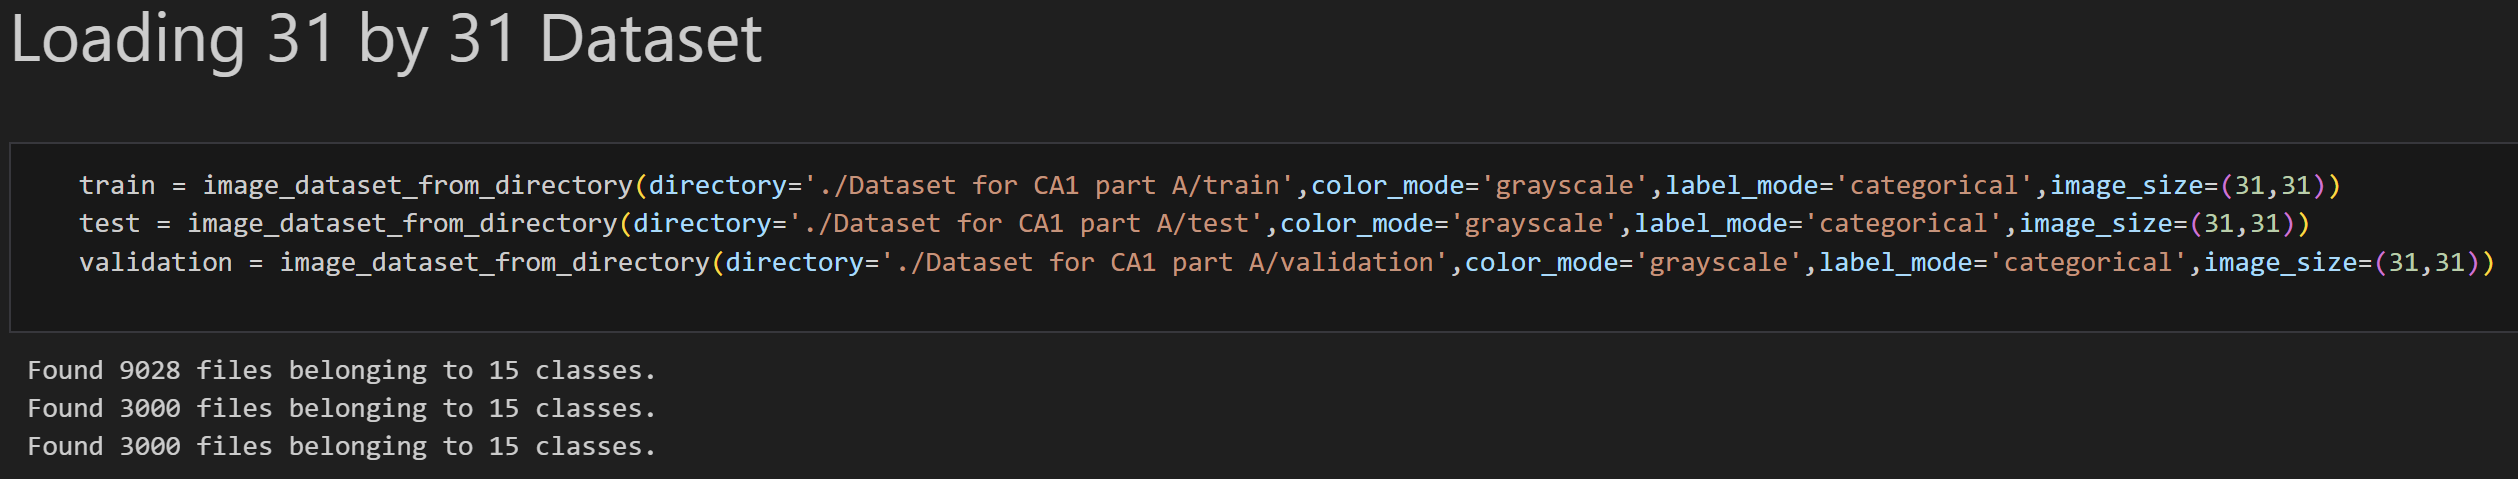 Loading 31 by 31 Dataset
train = image_dataset_from_directory(directory='./Dataset for CA1 part A/train',color_mode='grayscale',label_mode='categorical',image_size=(31,31))
test = image_dataset_from_directory(directory='./Dataset for CA1 part A/test',color_mode='grayscale',label_mode='categorical',image_size=(31,31))
validation = image_dataset_from_directory(directory='./Dataset for CA1 part A/validation',color_mode='grayscale',label_mode='categorical',image_size=(31,31))
Found 9028 files belonging to 15 classes.
Found 3000 files belonging to 15 classes.
Found 3000 files belonging to 15 classes.